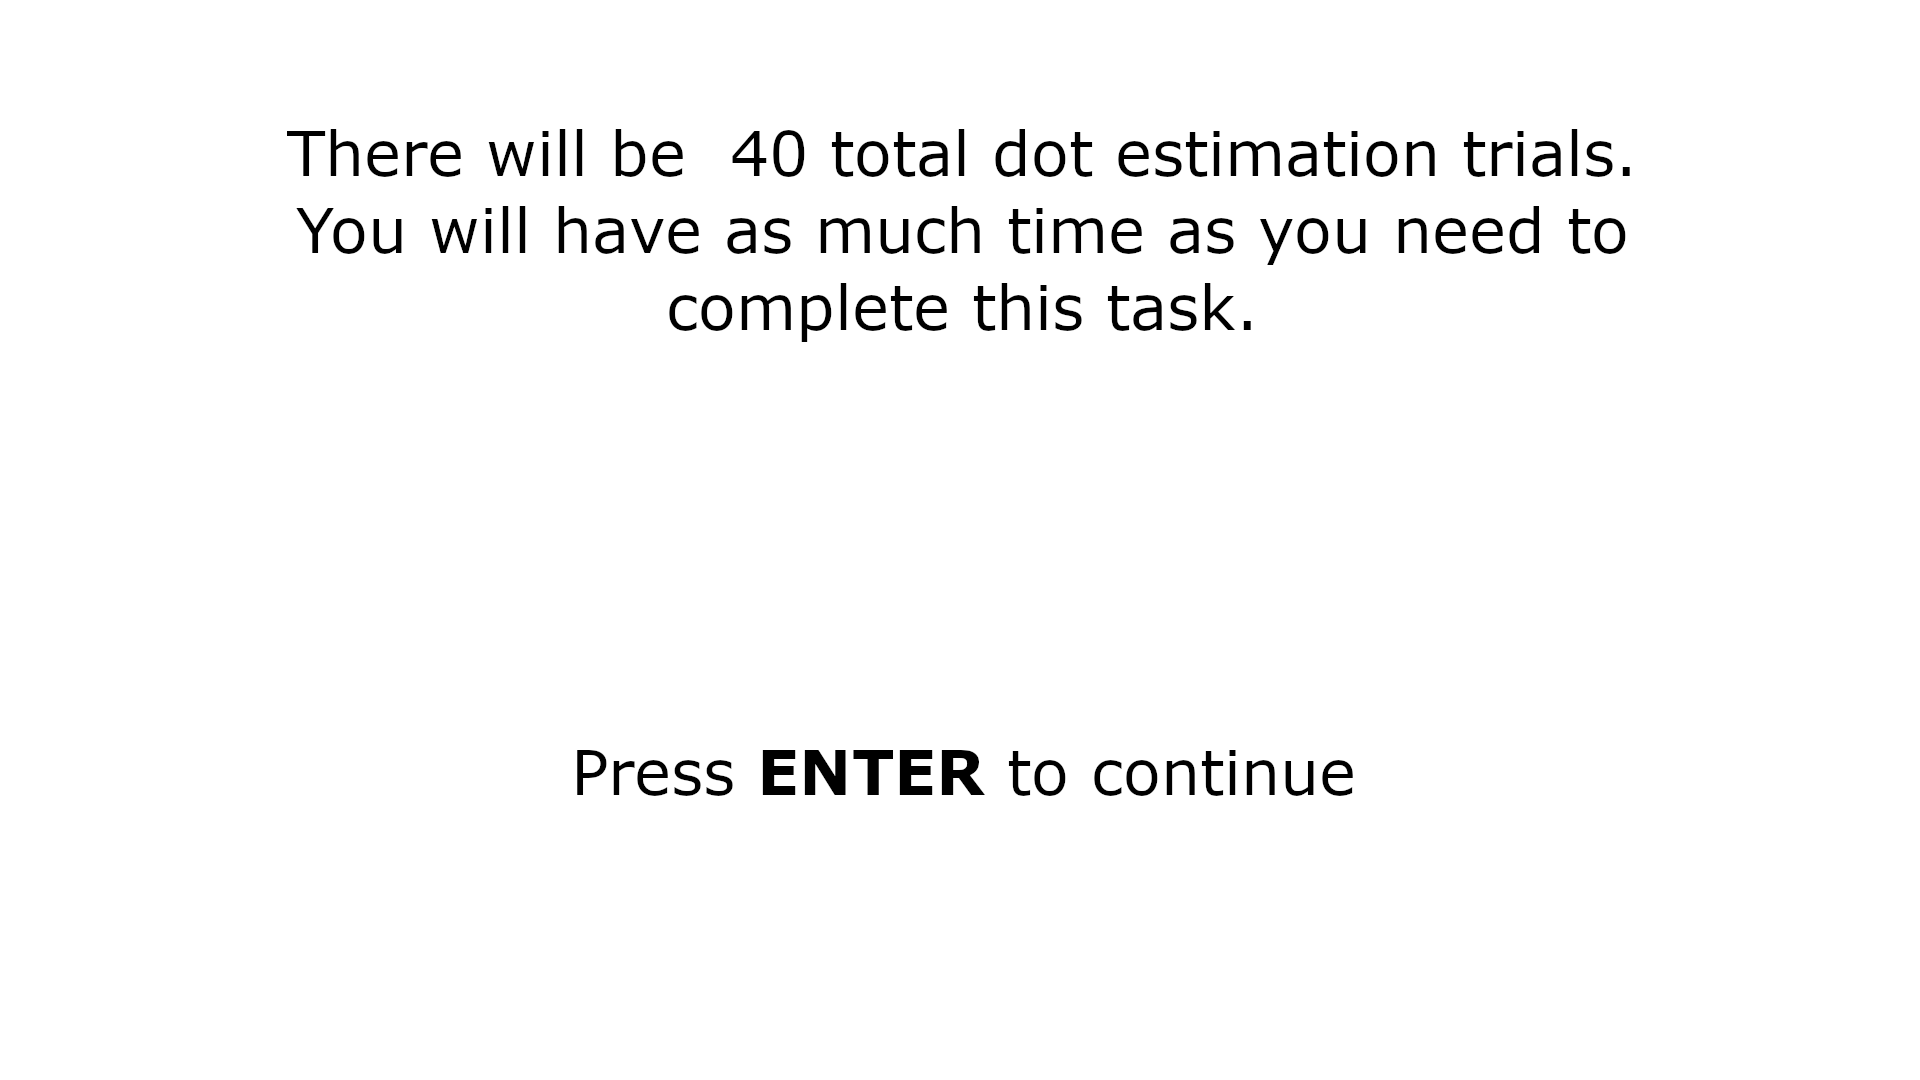 There will be  40 total dot estimation trials.
You will have as much time as you need to
complete this task.
Press ENTER to continue